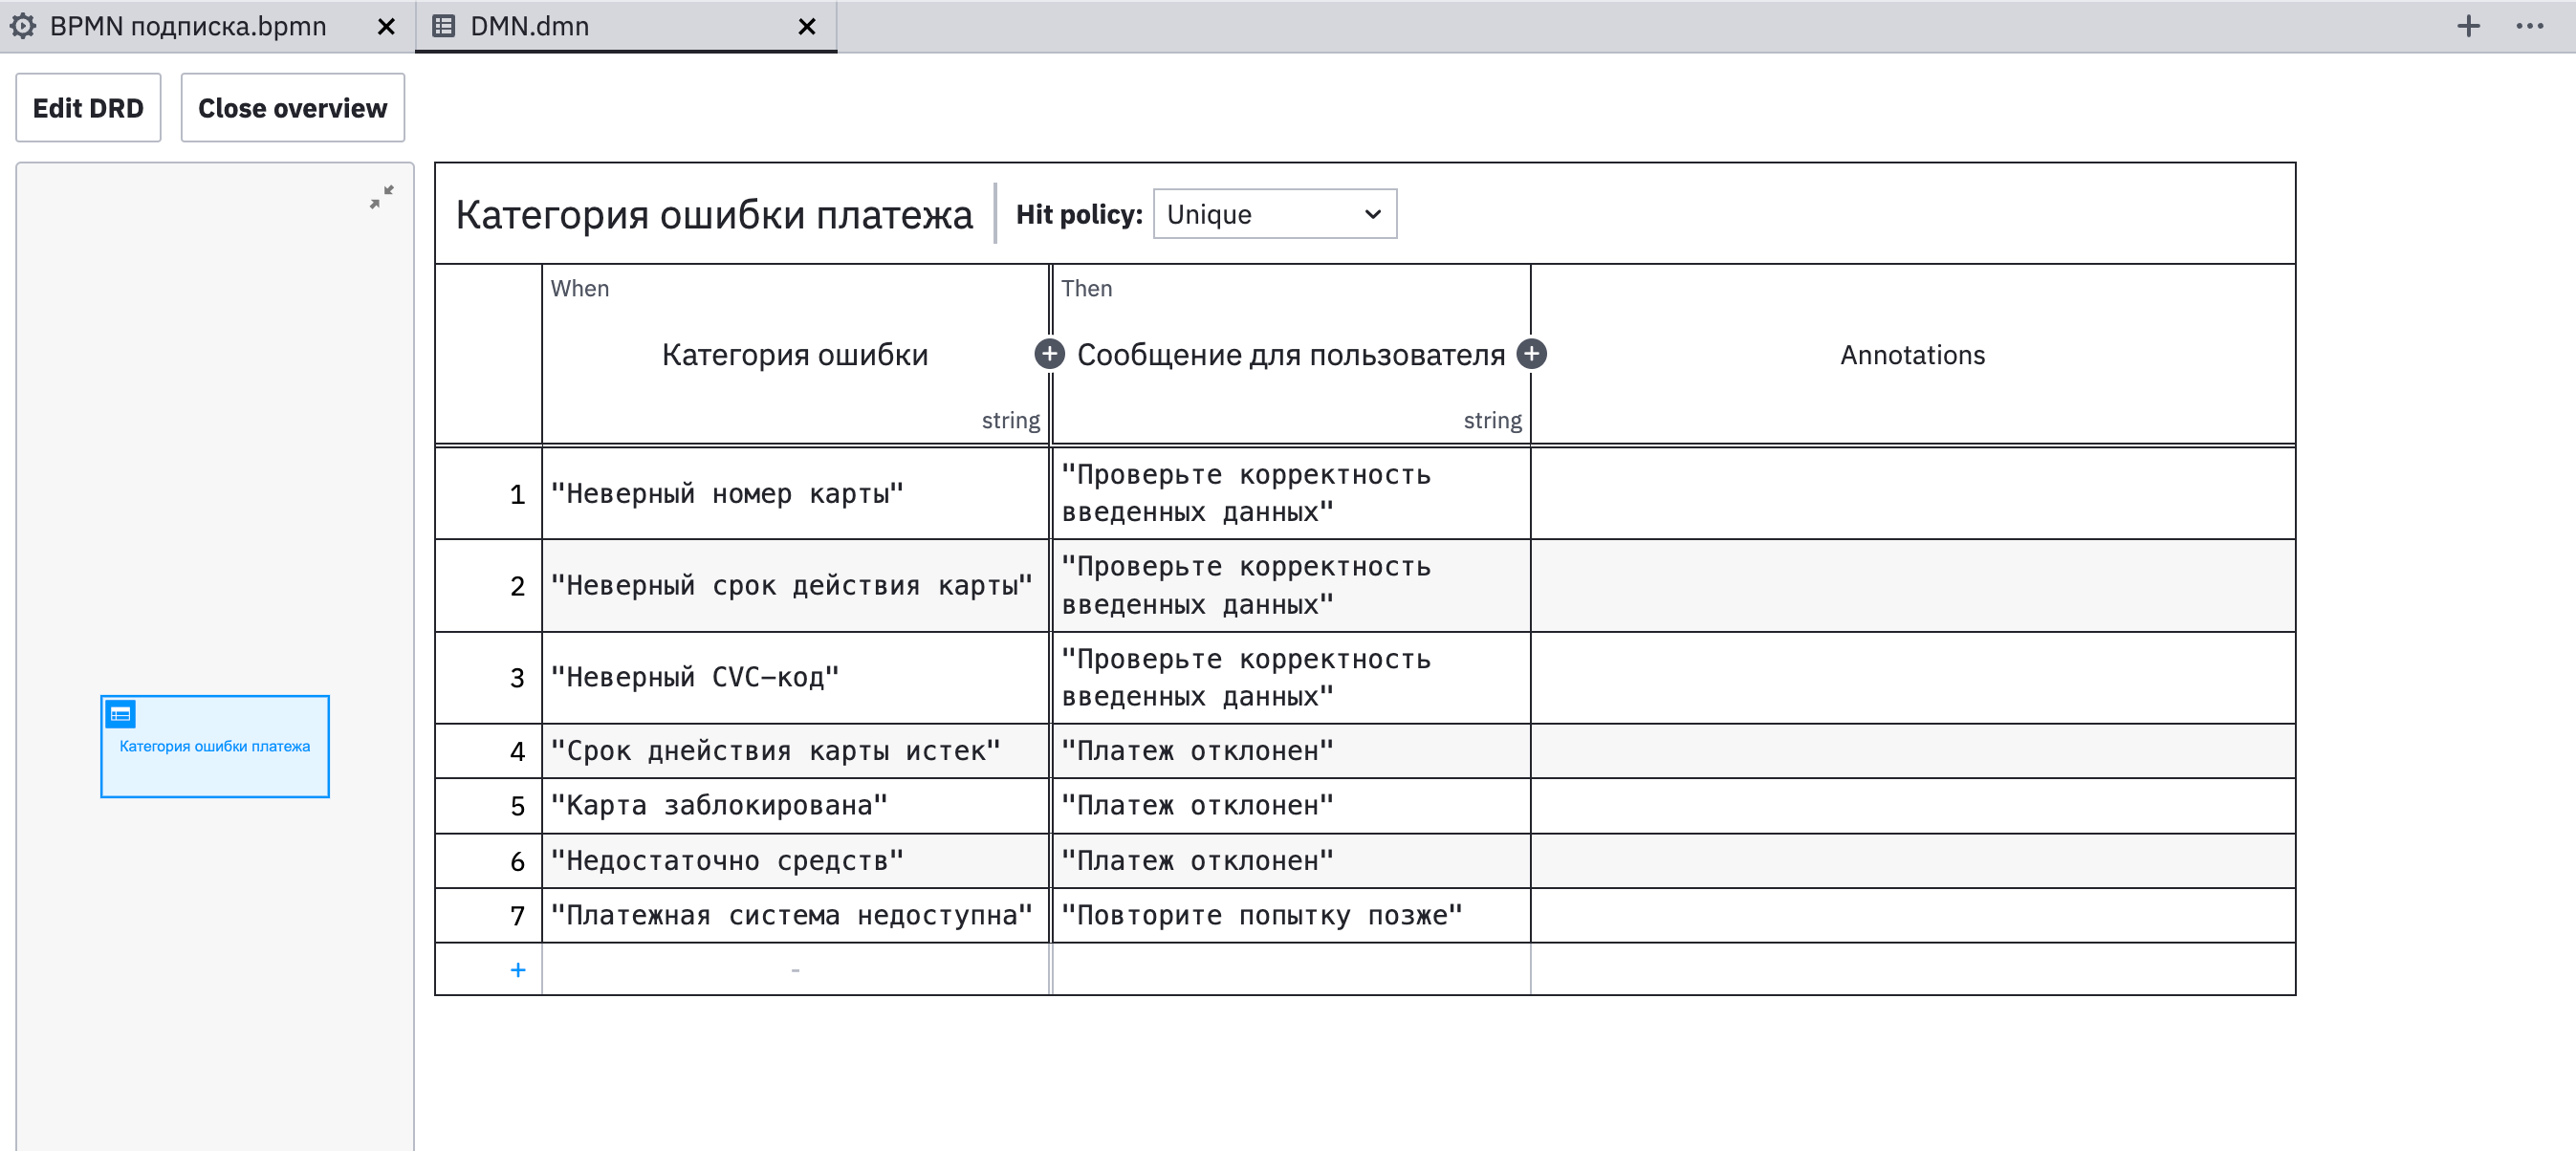 BPMN подписка.bpmn
DMN.dmn
Edit DRD
Close overview
Категория ошибки платежа
Hit policy:
Unique
When
Then
Категория ошибки
Сообщение для пользователя
Annotations
string
string
1
"Неверный номер карты"
"Проверьте корректность
введенных данных"
2
"Неверный срок действия карты"
"Проверьте корректность
введенных данных"
3
"Неверный CVC-код"
"Проверьте корректность
введенных данных"
4
"Срок днействия карты истек"
"Платеж отклонен"
5
"Карта заблокирована"
"Платеж отклонен"
6
"Недостаточно средств"
"Платеж отклонен"
7
"Платежная система недоступна"
"Повторите попытку позже"
+
-
Категория ошибки платежа